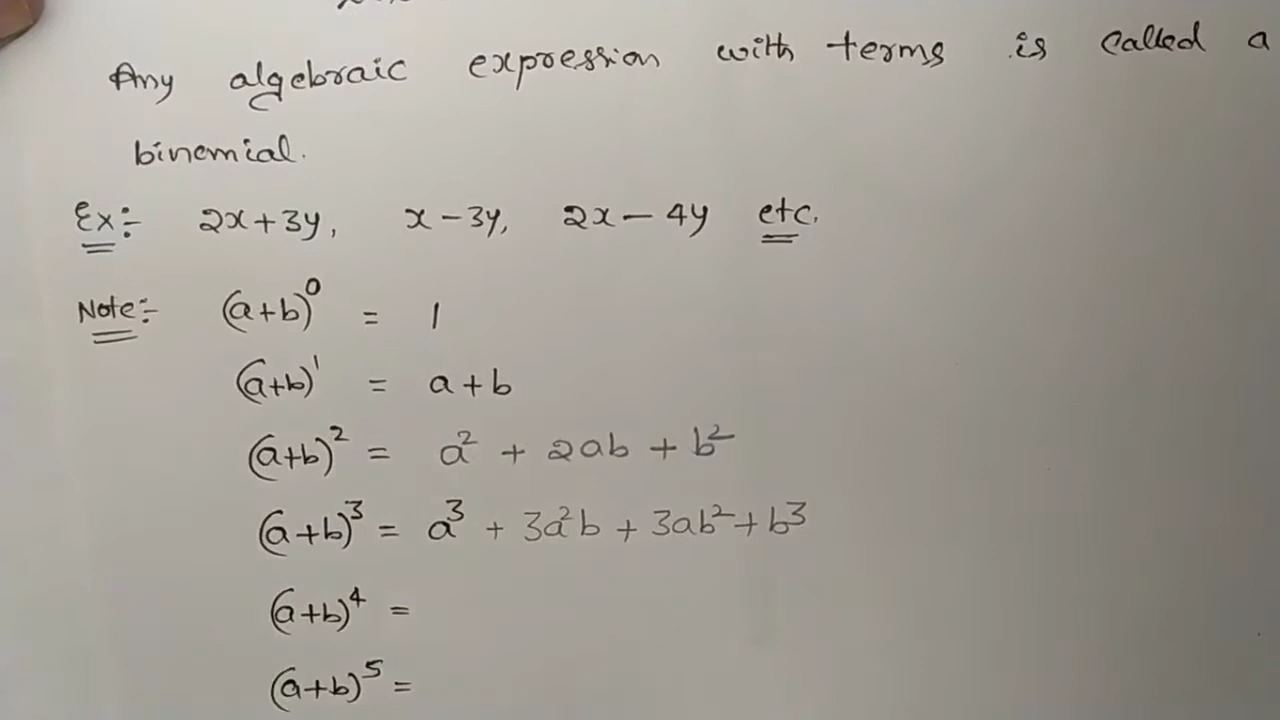 Any algebraic expression with terms is called a
binomial.
Ex:- 2x+3y, x-3y, 2x-4y etc.
Note:- (a+b)⁰ = 1
(a+b)¹ = a+b
(a+b)² = a² + 2ab + b²
(a+b)³ = a³ + 3a²b + 3ab² + b³
(a+b)⁴ =
(a+b)⁵ =